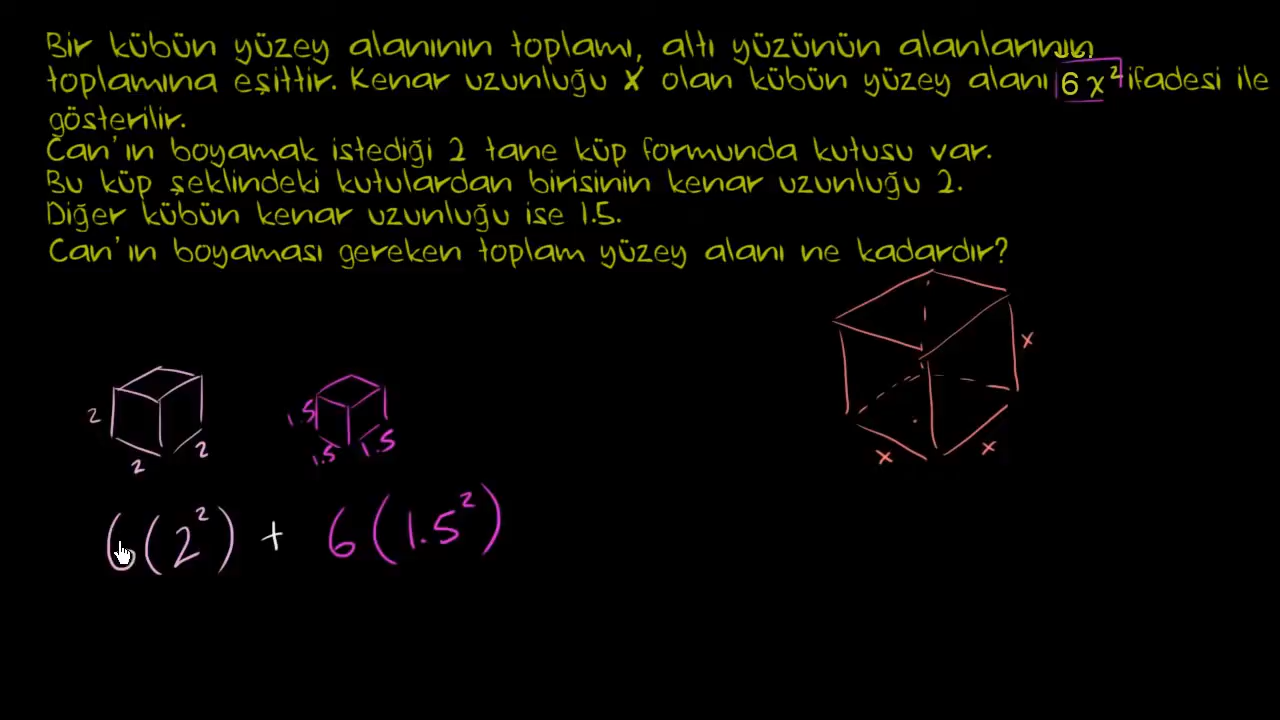 Bir kübün yüzey alanının toplamı, altı yüzünün alanlarının
toplamına eşittir. Kenar uzunluğu x olan kübün yüzey alanı 6x² ifadesi ile
gösterilir.
Can'ın boyamak istediği 2 tane küp formunda kutusu var.
Bu küp şeklindeki kutulardan birisinin kenar uzunluğu 2.
Diğer kübün kenar uzunluğu ise 1.5.
Can'ın boyaması gereken toplam yüzey alanı ne kadardır?
x
x
x
2
2
2
1.5
1.5
1.5
6(2²) + 6(1.5²)